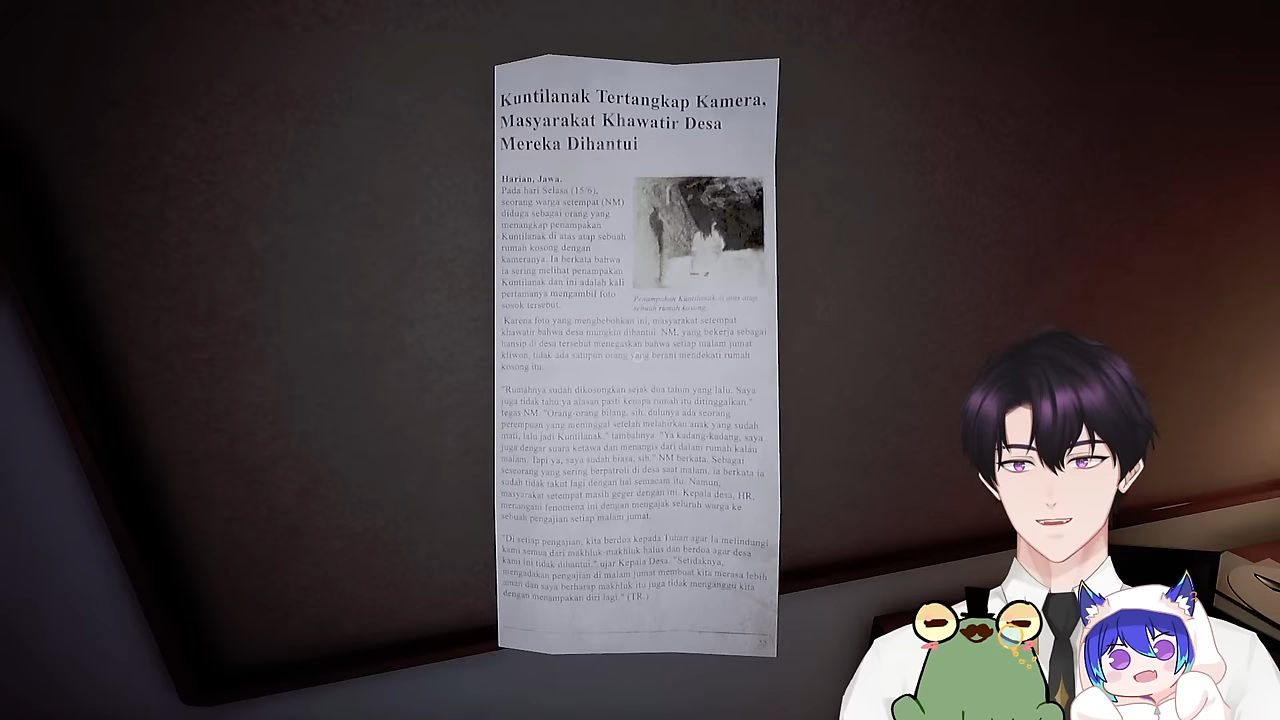 Kuntilanak Tertangkap Kamera,
Masyarakat Khawatir Desa
Mereka Dihantui
Harian, Jawa.
Pada hari Selasa (15/6),
seorang warga setempat (NM)
diduga sebagai orang yang
menangkap penampakan
Kuntilanak di atas atap sebuah
rumah kosong dengan
kameranya. Ia berkata bahwa
ia sering melihat penampakan
Kuntilanak dan ini adalah kali
pertamanya mengambil foto
sosok tersebut.
Penampakan Kuntilanak di atas atap
sebuah rumah kosong.
Karena foto yang menghebohkan ini, masyarakat setempat
khawatir bahwa desa mungkin dihantui. NM, yang bekerja sebagai
hansip di desa tersebut menegaskan bahwa setiap malam jumat
kliwon, tidak ada satupun orang yang berani mendekati rumah
kosong itu.
"Rumahnya sudah dikosongkan sejak dua tahun yang lalu. Saya
juga tidak tahu ya alasan pasti kenapa rumah itu ditinggalkan."
tegas NM. "Orang-orang bilang, sih, dulunya ada seorang
perempuan yang meninggal setelah melahirkan anak yang sudah
mati, lalu jadi Kuntilanak." tambahnya. "Ya kadang-kadang, saya
juga dengar suara ketawa dan menangis dari dalam rumah kalau
malam. Tapi ya, saya sudah biasa, sih." NM berkata. Sebagai
seseorang yang sering berpatroli di desa saat malam, ia berkata ia
sudah tidak takut lagi dengan hal semacam itu. Namun,
masyarakat setempat masih geger dengan ini. Kepala desa, HR,
menangani fenomena ini dengan mengajak seluruh warga ke
sebuah pengajian setiap malam jumat.
"Di setiap pengajian, kita berdoa kepada Tuhan agar Ia melindungi
kami semua dari makhluk-makhluk halus dan berdoa agar desa
kami ini tidak dihantui." ujar Kepala Desa. "Setidaknya,
mengadakan pengajian di malam jumat membuat kita merasa lebih
aman dan saya berharap makhluk itu juga tidak menganggu kita
dengan menampakan diri lagi." (TR.)